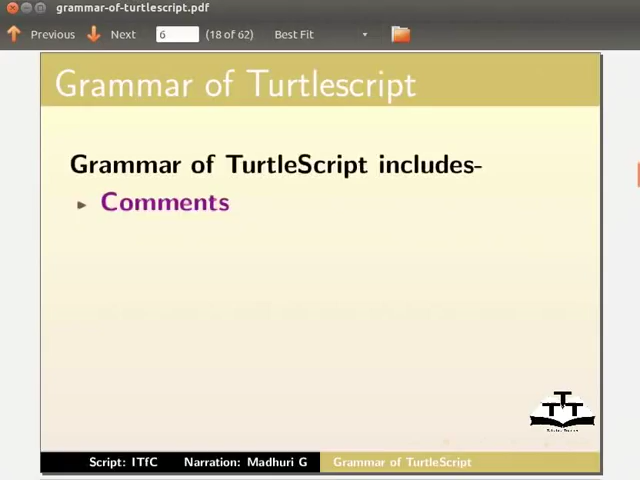 grammar-of-turtlescript.pdf
Previous Next 6 (18 of 62) Best Fit
Grammar of Turtlescript
Grammar of TurtleScript includes-
Comments
TTT
Script: ITfC Narration: Madhuri G Grammar of TurtleScript